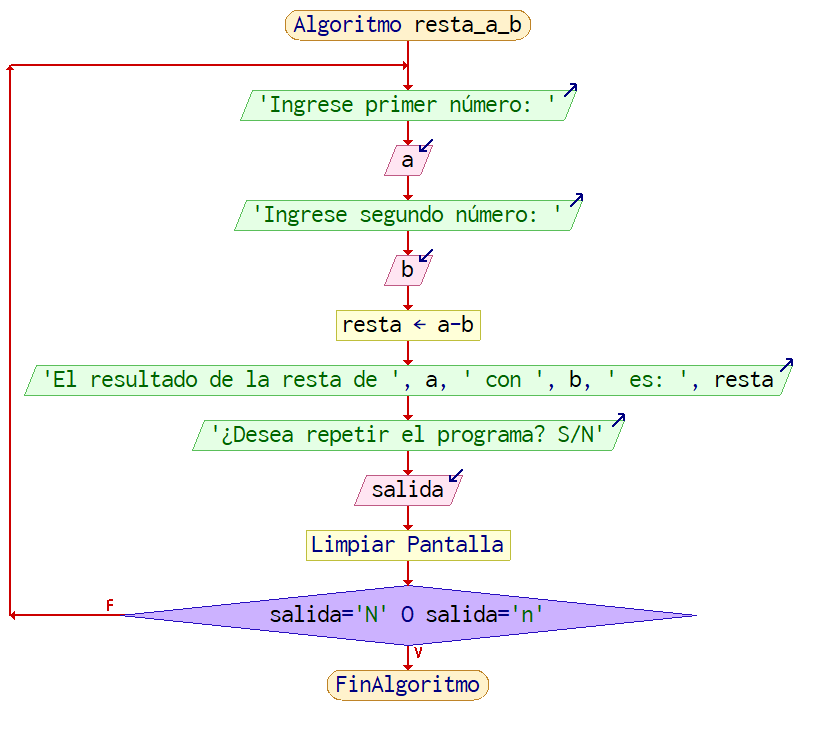 Algoritmo resta_a_b
'Ingrese primer número: '
a
'Ingrese segundo número: '
b
resta ← a-b
'El resultado de la resta de ', a, ' con ', b, ' es: ', resta
'¿Desea repetir el programa? S/N'
salida
Limpiar Pantalla
F
salida='N' O salida='n'
V
FinAlgoritmo